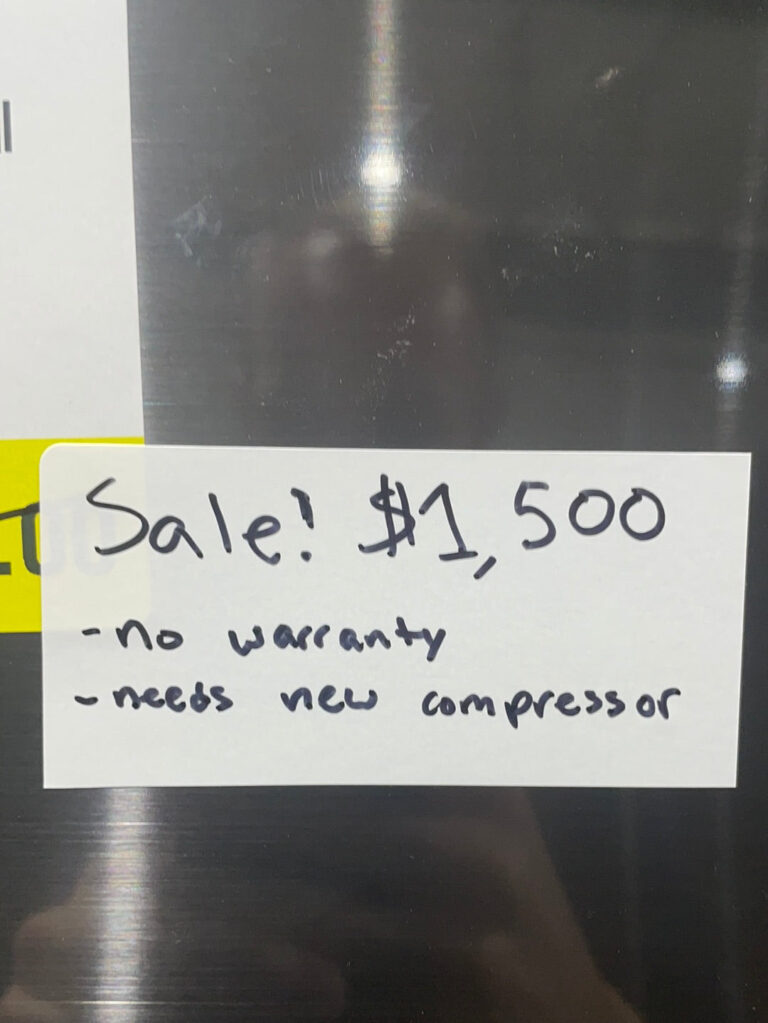 Sale! $1,500
-no warranty
-needs new compressor